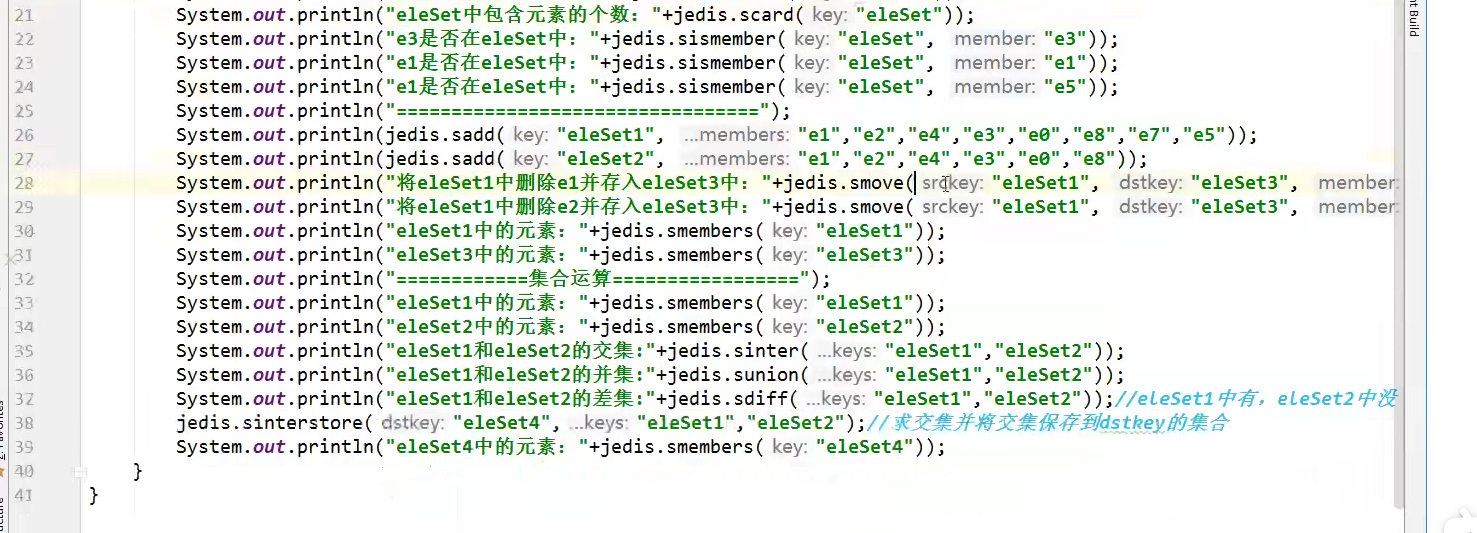 21 System.out.println("eleSet中包含元素的个数："+jedis.scard( key: "eleSet"));
22 System.out.println("e3是否在eleSet中："+jedis.sismember( key: "eleSet", member: "e3"));
23 System.out.println("e1是否在eleSet中："+jedis.sismember( key: "eleSet", member: "e1"));
24 System.out.println("e1是否在eleSet中："+jedis.sismember( key: "eleSet", member: "e5"));
25 System.out.println("=================================");
26 System.out.println(jedis.sadd( key: "eleSet1", ...members: "e1","e2","e4","e3","e0","e8","e7","e5"));
27 System.out.println(jedis.sadd( key: "eleSet2", ...members: "e1","e2","e4","e3","e0","e8"));
28 System.out.println("将eleSet1中删除e1并存入eleSet3中："+jedis.smove( srckey: "eleSet1", dstkey: "eleSet3", member:
29 System.out.println("将eleSet1中删除e2并存入eleSet3中："+jedis.smove( srckey: "eleSet1", dstkey: "eleSet3", member:
30 System.out.println("eleSet1中的元素："+jedis.smembers( key: "eleSet1"));
31 System.out.println("eleSet3中的元素："+jedis.smembers( key: "eleSet3"));
32 System.out.println("============集合运算=================");
33 System.out.println("eleSet1中的元素："+jedis.smembers( key: "eleSet1"));
34 System.out.println("eleSet2中的元素："+jedis.smembers( key: "eleSet2"));
35 System.out.println("eleSet1和eleSet2的交集:"+jedis.sinter( ...keys: "eleSet1","eleSet2"));
36 System.out.println("eleSet1和eleSet2的并集:"+jedis.sunion( ...keys: "eleSet1","eleSet2"));
37 System.out.println("eleSet1和eleSet2的差集:"+jedis.sdiff( ...keys: "eleSet1","eleSet2"));//eleSet1中有，eleSet2中没
38 jedis.sinterstore( dstkey: "eleSet4", ...keys: "eleSet1","eleSet2");//求交集并将交集保存到dstkey的集合
39 System.out.println("eleSet4中的元素："+jedis.smembers( key: "eleSet4"));
40 }
41 }
Build